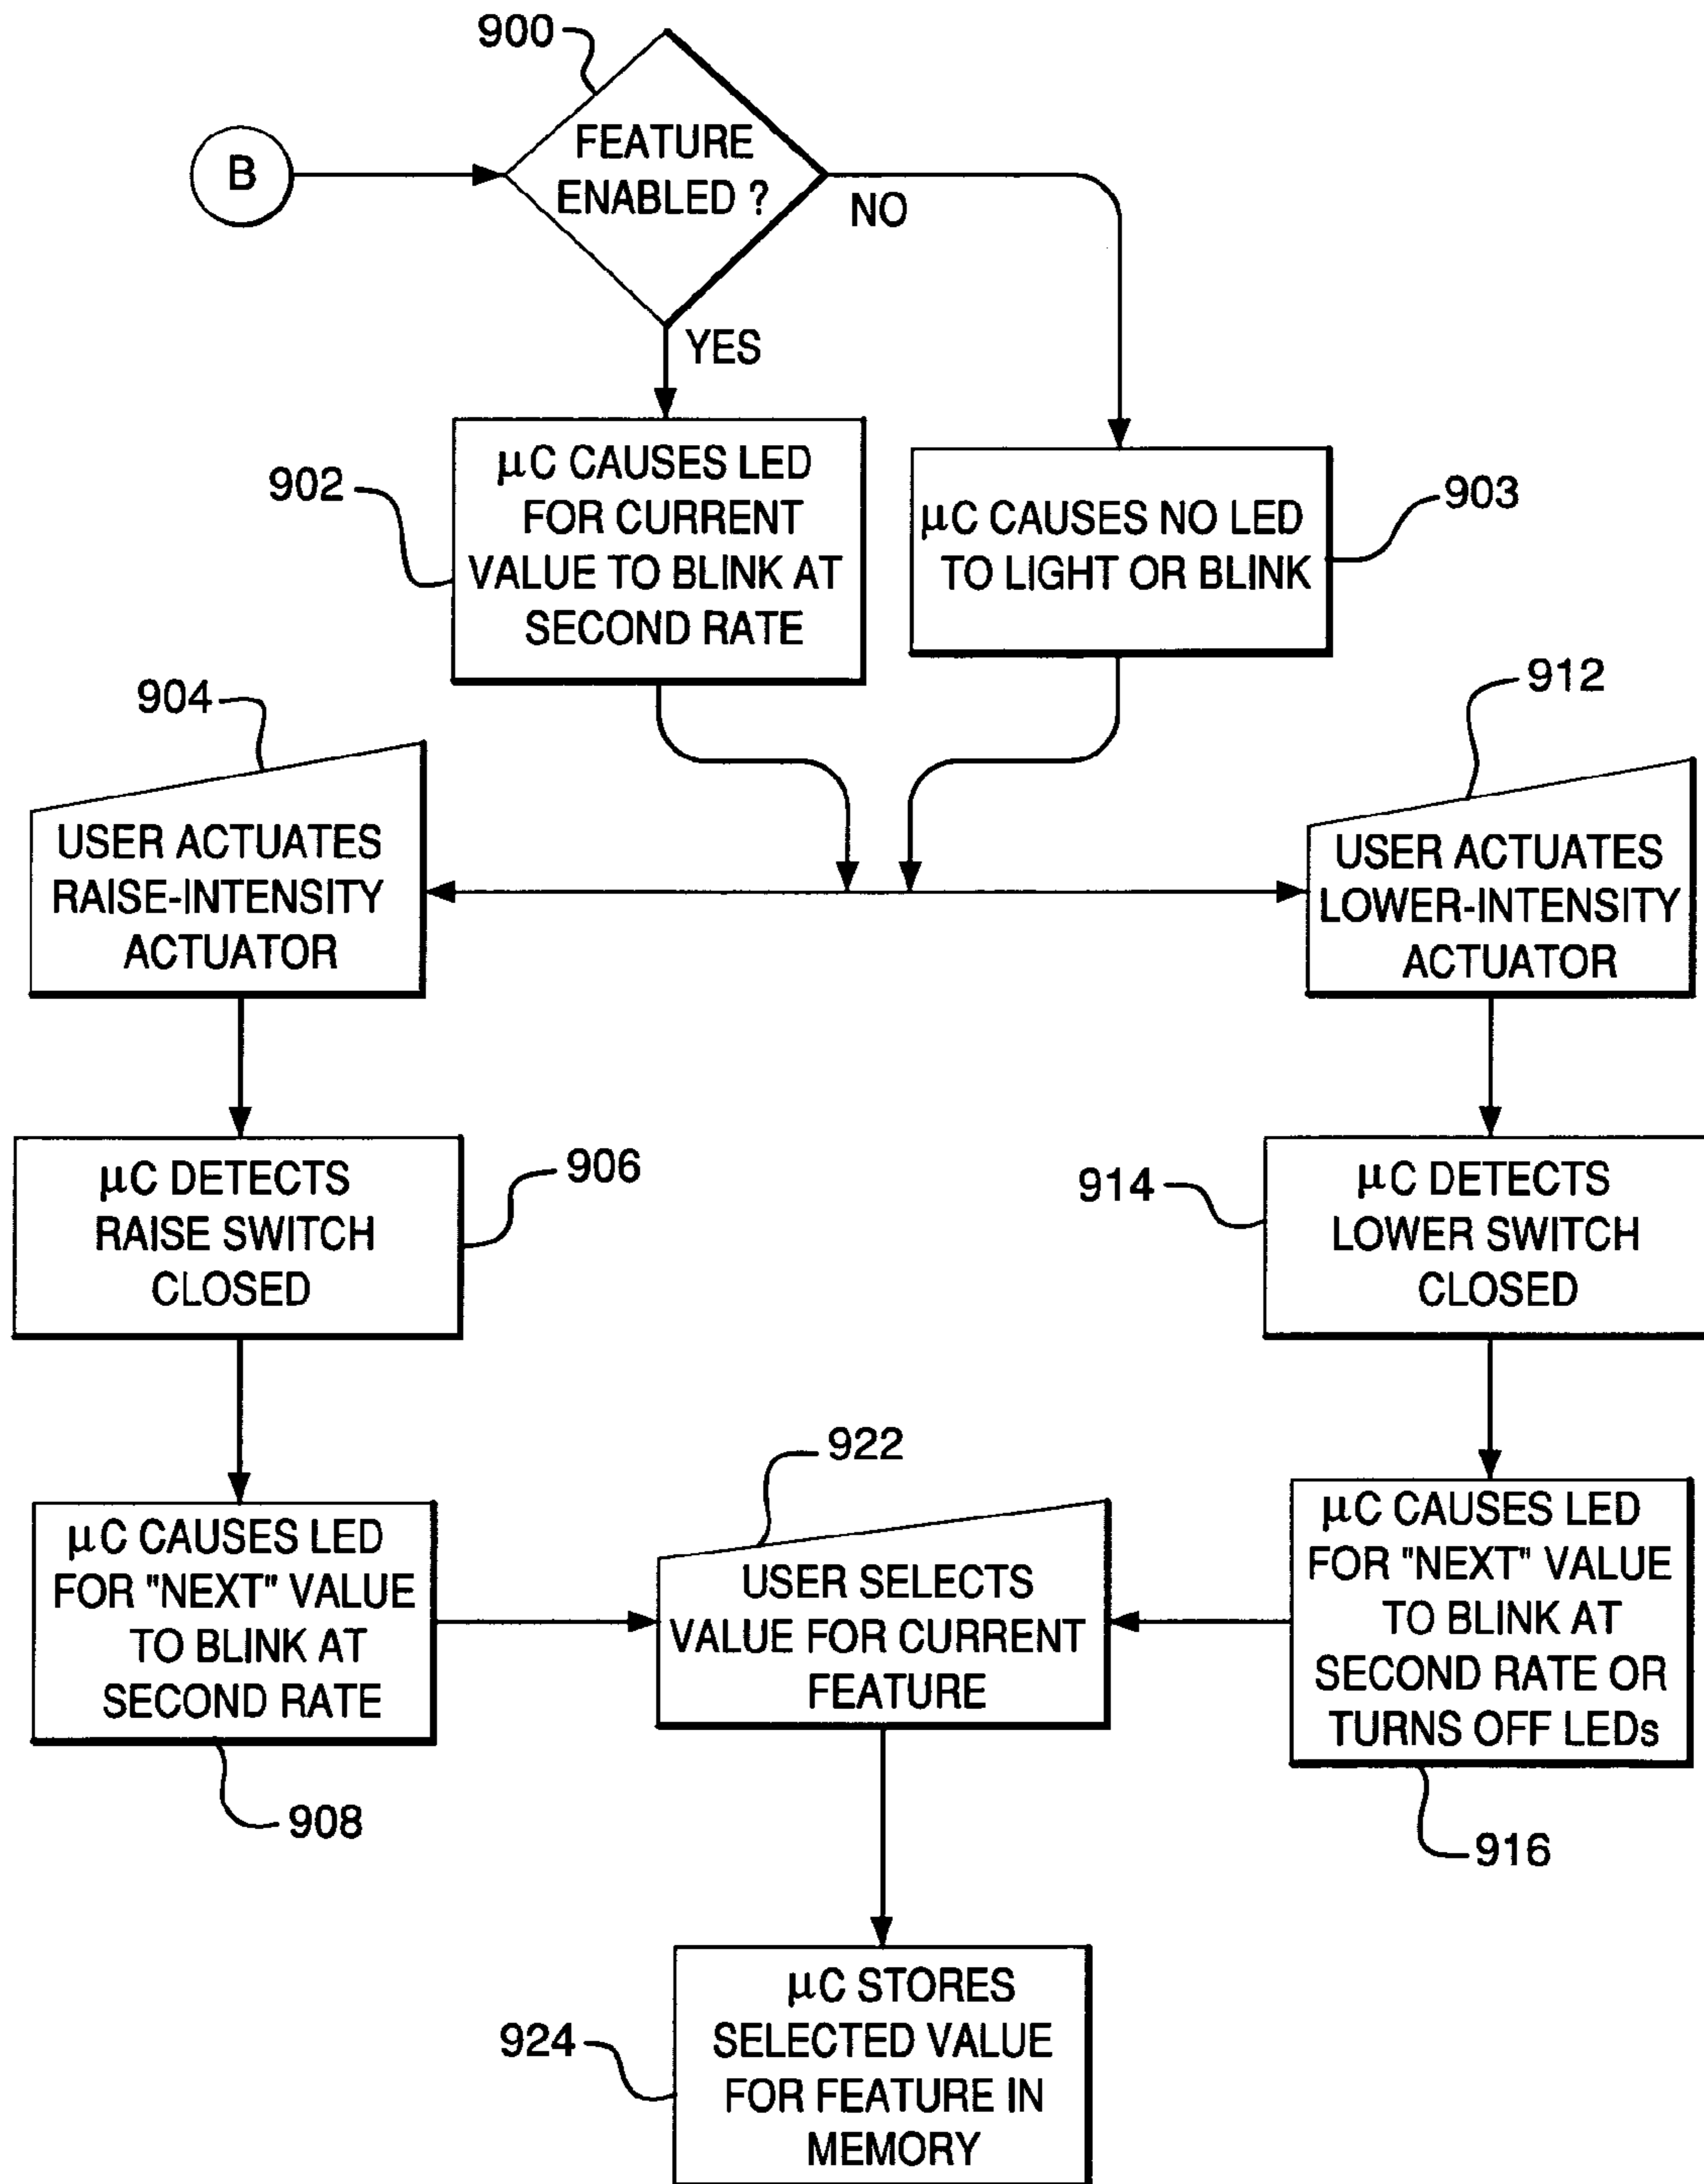 900
B
FEATURE
ENABLED ?
NO
YES
902
µC CAUSES LED
FOR CURRENT
VALUE TO BLINK AT
SECOND RATE
µC CAUSES NO LED
TO LIGHT OR BLINK
903
904
USER ACTUATES
RAISE-INTENSITY
ACTUATOR
912
USER ACTUATES
LOWER-INTENSITY
ACTUATOR
µC DETECTS
RAISE SWITCH
CLOSED
906
914
µC DETECTS
LOWER SWITCH
CLOSED
µC CAUSES LED
FOR "NEXT" VALUE
TO BLINK AT
SECOND RATE
908
922
USER SELECTS
VALUE FOR CURRENT
FEATURE
µC CAUSES LED
FOR "NEXT" VALUE
TO BLINK AT
SECOND RATE OR
TURNS OFF LEDs
916
924
µC STORES
SELECTED VALUE
FOR FEATURE IN
MEMORY